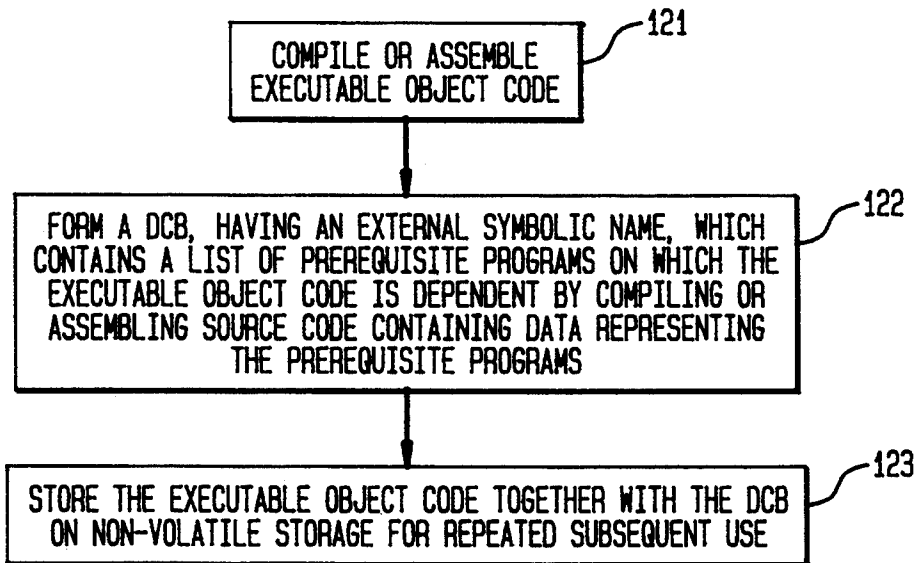 121
COMPILE OR ASSEMBLE
EXECUTABLE OBJECT CODE
122
FORM A DCB, HAVING AN EXTERNAL SYMBOLIC NAME, WHICH
CONTAINS A LIST OF PREREQUISITE PROGRAMS ON WHICH THE
EXECUTABLE OBJECT CODE IS DEPENDENT BY COMPILING OR
ASSEMBLING SOURCE CODE CONTAINING DATA REPRESENTING
THE PREREQUISITE PROGRAMS
123
STORE THE EXECUTABLE OBJECT CODE TOGETHER WITH THE DCB
ON NON-VOLATILE STORAGE FOR REPEATED SUBSEQUENT USE